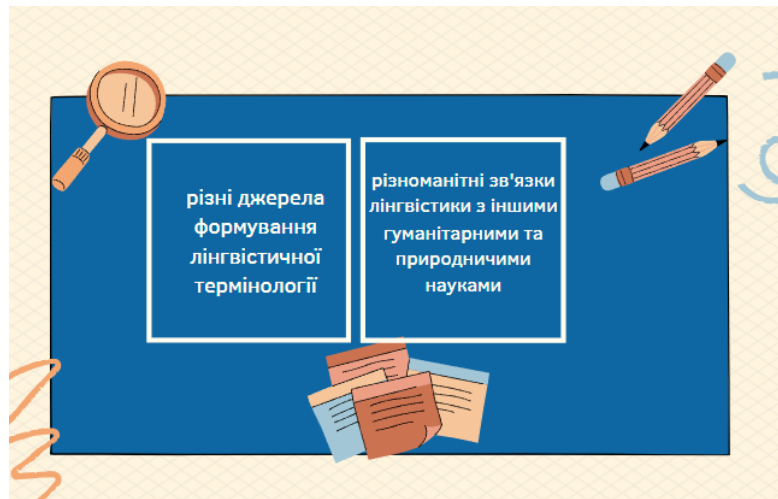 різні джерела
формування
лінгвістичної
термінології
різноманітні зв'язки
лінгвістики з іншими
гуманітарними та
природничими
науками